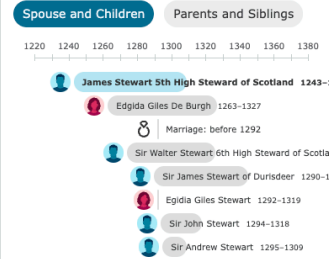 Spouse and Children Parents and Siblings
1220 1240 1260 1280 1300 1320 1340 1360 1380
James Stewart 5th High Steward of Scotland 1243–
Edgida Giles De Burgh 1263–1327
Marriage: before 1292
Sir Walter Stewart 6th High Steward of Scotla
Sir James Stewart of Durisdeer 1290–1
Egidia Giles Stewart 1292–1319
Sir John Stewart 1294–1318
Sir Andrew Stewart 1295–1309